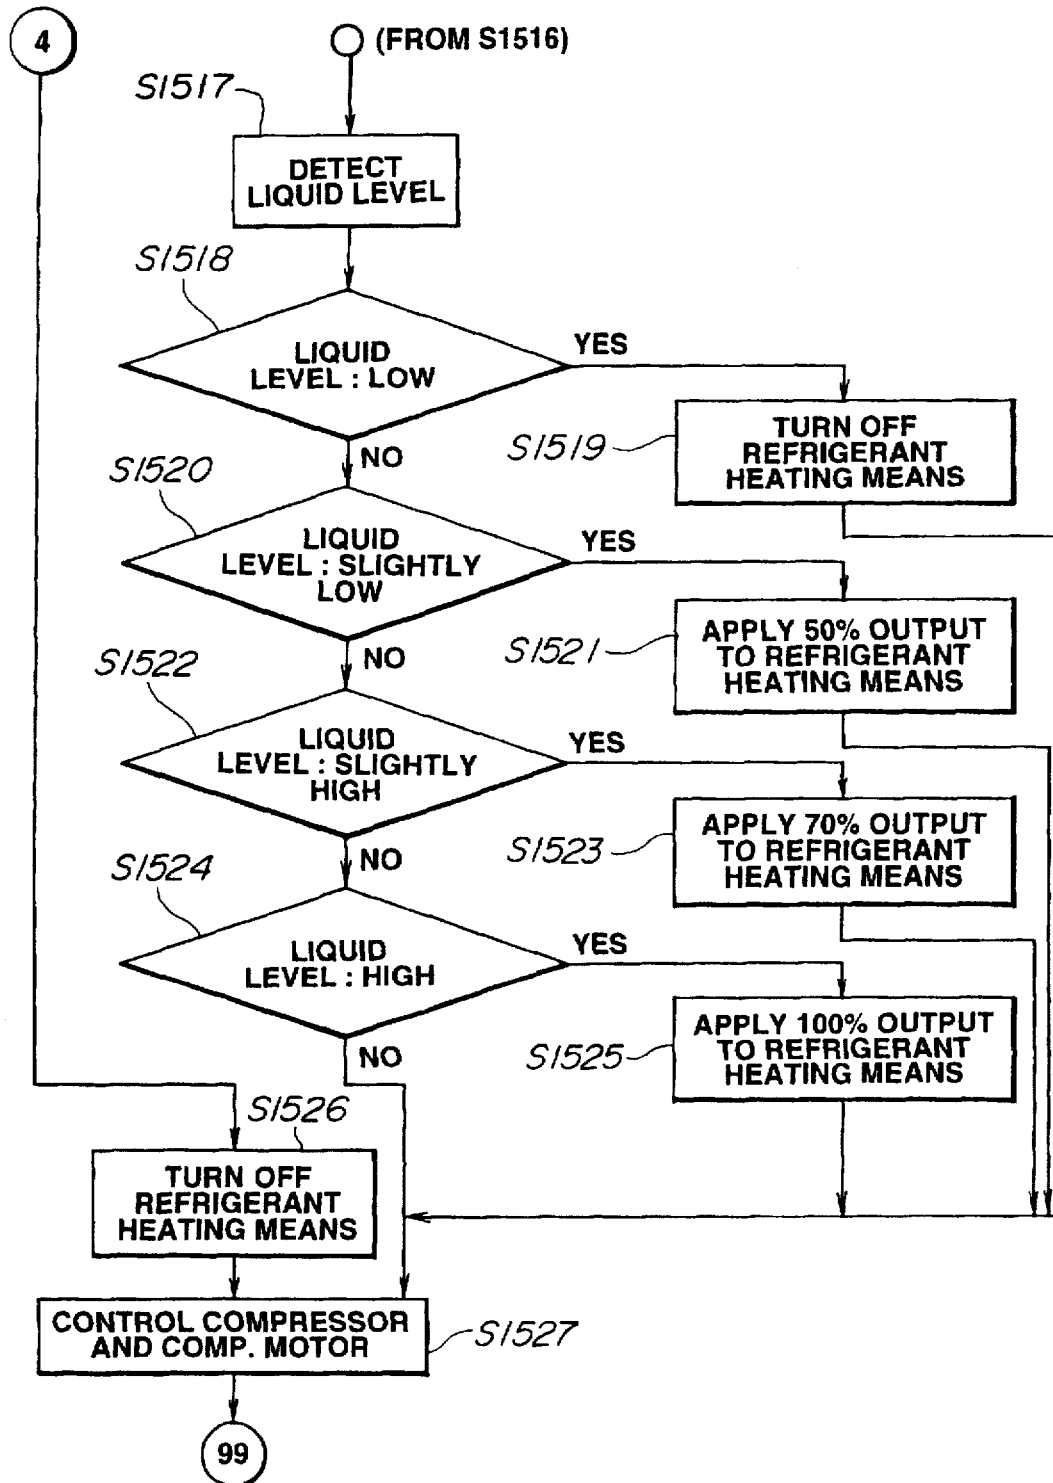 4
(FROM S1516)
S1517
DETECT
LIQUID LEVEL
S1518
LIQUID
LEVEL : LOW
YES
NO
S1519
TURN OFF
REFRIGERANT
HEATING MEANS
S1520
LIQUID
LEVEL : SLIGHTLY
LOW
YES
NO
S1521
APPLY 50% OUTPUT
TO REFRIGERANT
HEATING MEANS
S1522
LIQUID
LEVEL : SLIGHTLY
HIGH
YES
NO
S1523
APPLY 70% OUTPUT
TO REFRIGERANT
HEATING MEANS
S1524
LIQUID
LEVEL : HIGH
YES
NO
S1525
APPLY 100% OUTPUT
TO REFRIGERANT
HEATING MEANS
S1526
TURN OFF
REFRIGERANT
HEATING MEANS
CONTROL COMPRESSOR
AND COMP. MOTOR
S1527
99